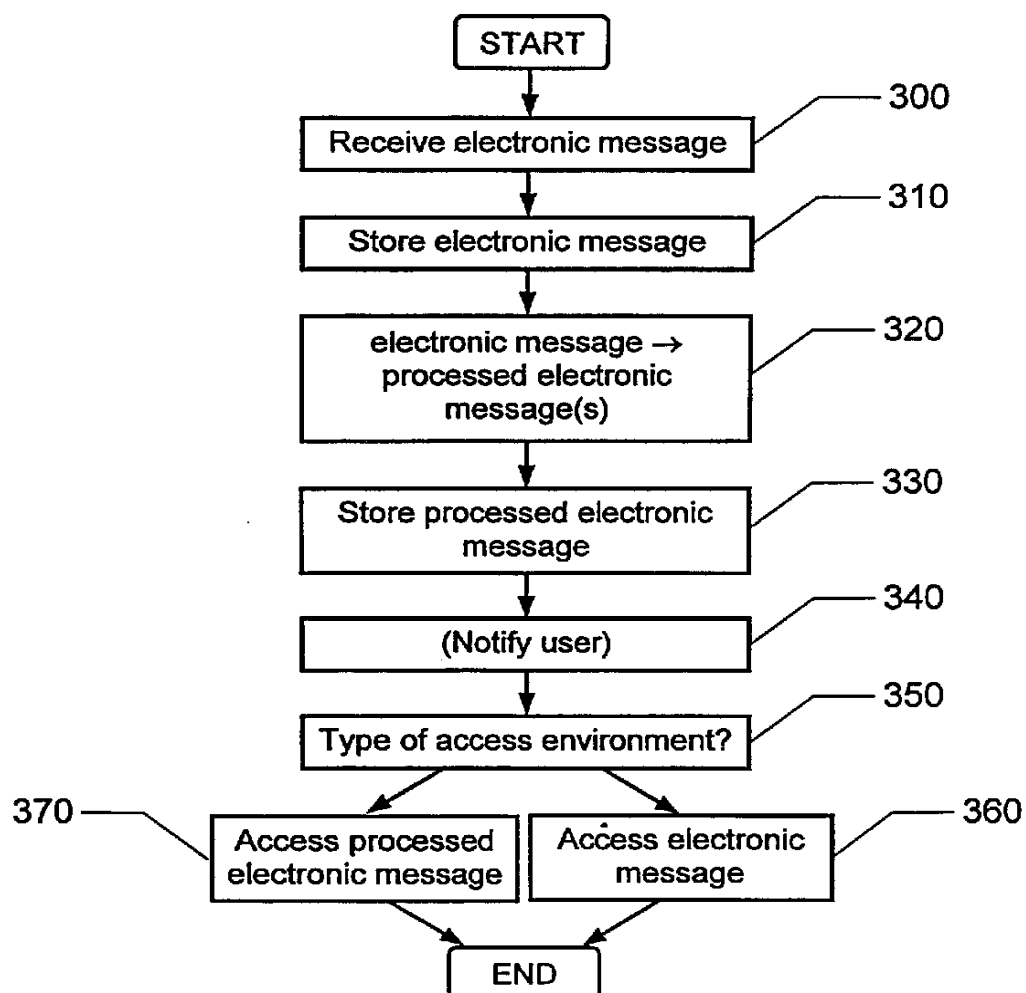 START
300
Receive electronic message
310
Store electronic message
320
electronic message →
processed electronic
message(s)
330
Store processed electronic
message
340
(Notify user)
350
Type of access environment?
370
Access processed
electronic message
360
Access electronic
message
END